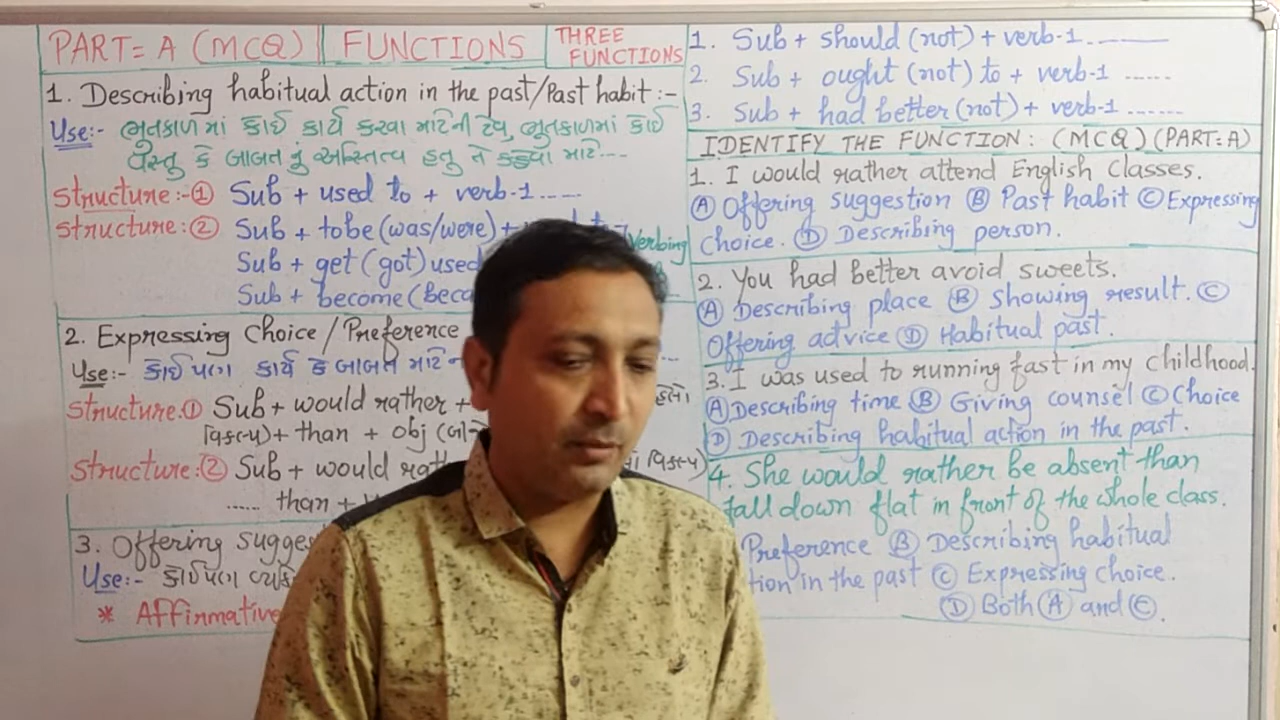 PART= A (MCQ) FUNCTIONS THREE FUNCTIONS
1. Describing habitual action in the past/Past habit :-
Use:- ભુતકાળ માં કોઈ કાર્ય કરવા માટેની ટેવ, ભુતકાળમાં કોઈ
વસ્તુ કે બાબત નું અસ્તિત્વ હતુ તે કહેવા માટે....
Structure:-① Sub + used to + verb-1 .....
Structure:② Sub + tobe (was/were) +
Verbing
Sub + get (got) used
Sub + become
2. Expressing Choice / Preference
Use:- કોઈ પણ કાર્ય કે બાબત માટેની
Structure:① Sub + would rather +
વિકલ્પ) + than + obj
Structure:② Sub + would વિકલ્પ)
...... than +
3. Offering
Use:- કોઈપણ
* Affirmative
1. Sub + should (not) + verb-1 ........
2. Sub + ought (not) to + verb-1 ......
3. Sub + had better (not) + verb-1 .......
IDENTIFY THE FUNCTION: (MCQ) (PART:A)
1. I would rather attend English Classes.
Ⓐ Offering suggestion Ⓑ Past habit Ⓒ Expressing
Choice. Ⓓ Describing person.
2. You had better avoid sweets.
Ⓐ Describing place Ⓑ Showing result. Ⓒ
Offering advice Ⓓ Habitual past.
3. I was used to running fast in my childhood.
Ⓐ Describing time Ⓑ Giving counsel Ⓒ Choice
Ⓓ Describing habitual action in the past.
4. She would rather be absent than
fall down flat in front of the whole class.
Preference Ⓑ Describing habitual
in the past Ⓒ Expressing choice.
Ⓓ Both Ⓐ and Ⓒ.